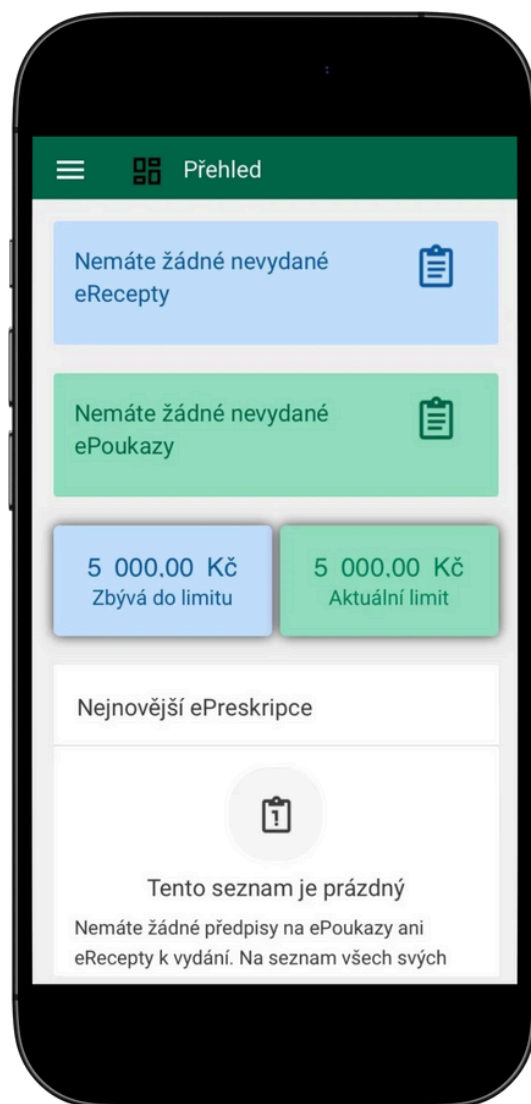 Přehled
Nemáte žádné nevydané
eRecepty
Nemáte žádné nevydané
ePoukazy
5 000,00 Kč
Zbývá do limitu
5 000,00 Kč
Aktuální limit
Nejnovější ePreskripce
Tento seznam je prázdný
Nemáte žádné předpisy na ePoukazy ani
eRecepty k vydání. Na seznam všech svých